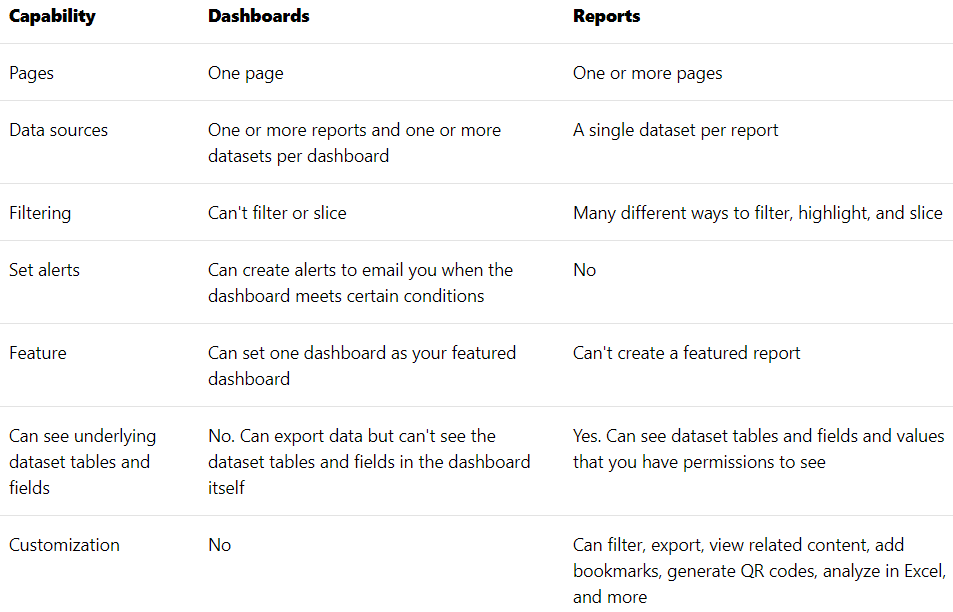 Capability Dashboards Reports
Pages One page One or more pages
Data sources One or more reports and one or more A single dataset per report
datasets per dashboard
Filtering Can't filter or slice Many different ways to filter, highlight, and slice
Set alerts Can create alerts to email you when the No
dashboard meets certain conditions
Feature Can set one dashboard as your featured Can't create a featured report
dashboard
Can see underlying No. Can export data but can't see the Yes. Can see dataset tables and fields and values
dataset tables and dataset tables and fields in the dashboard that you have permissions to see
fields itself
Customization No Can filter, export, view related content, add
bookmarks, generate QR codes, analyze in Excel,
and more